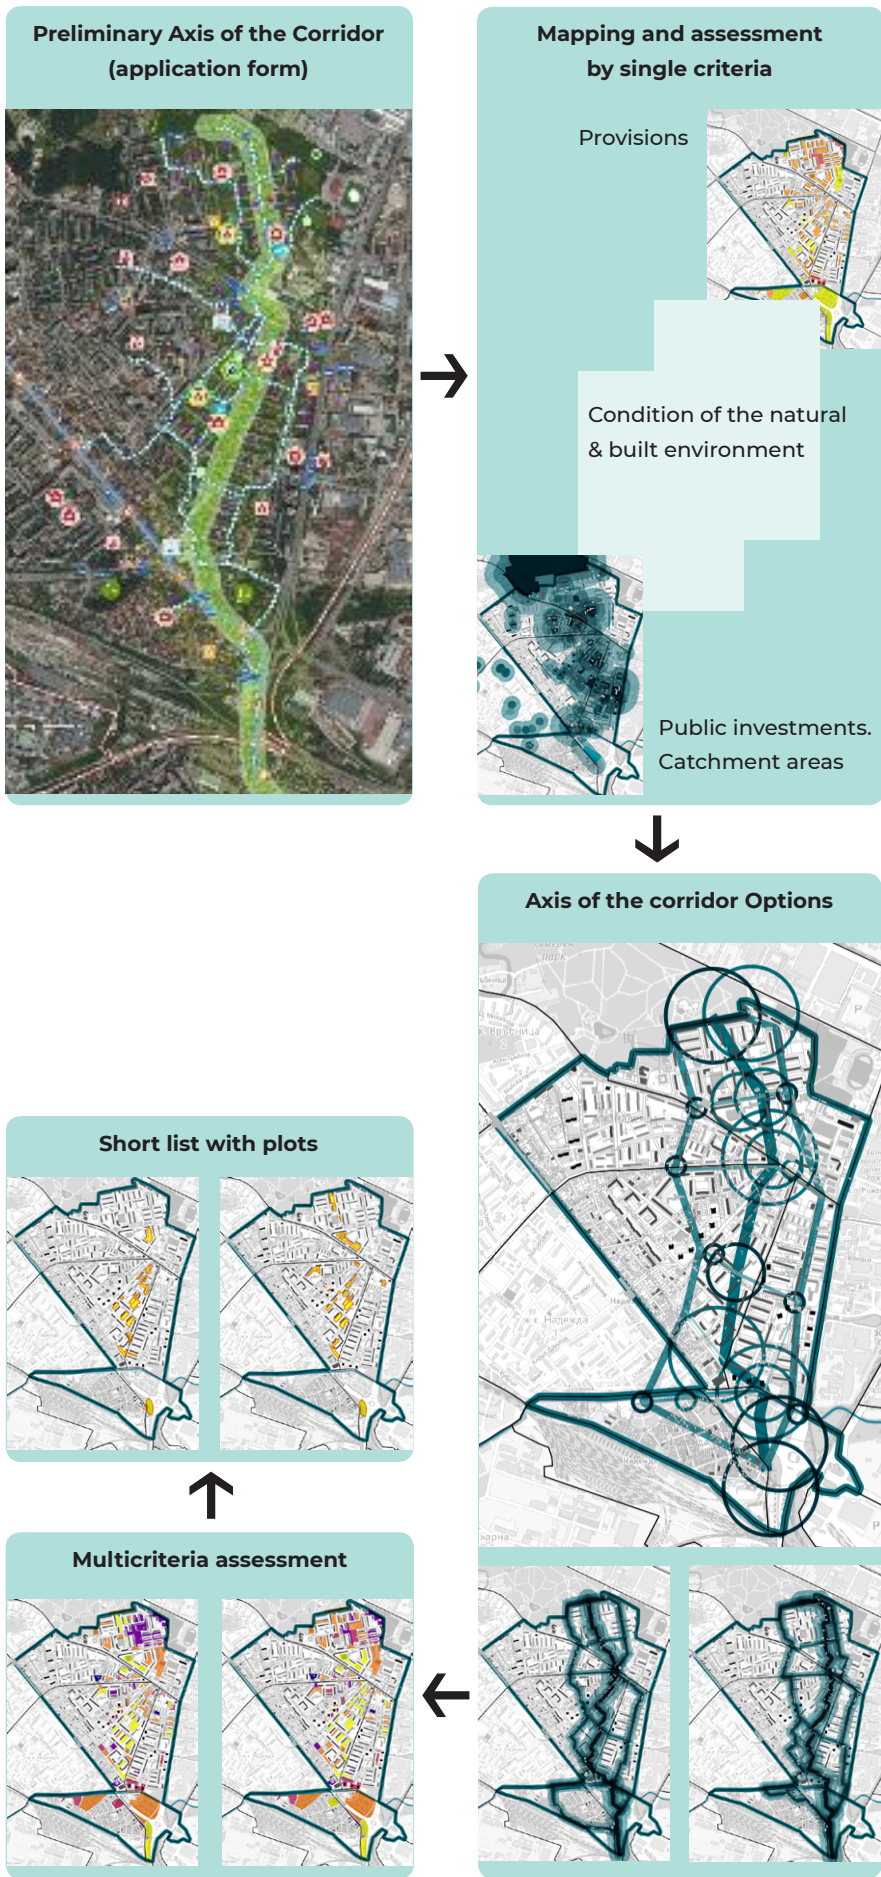 Preliminary Axis of the Corridor
(application form)
Mapping and assessment
by single criteria
Provisions
Condition of the natural
& built environment
Public investments.
Catchment areas
Axis of the corridor Options
Short list with plots
Multicriteria assessment